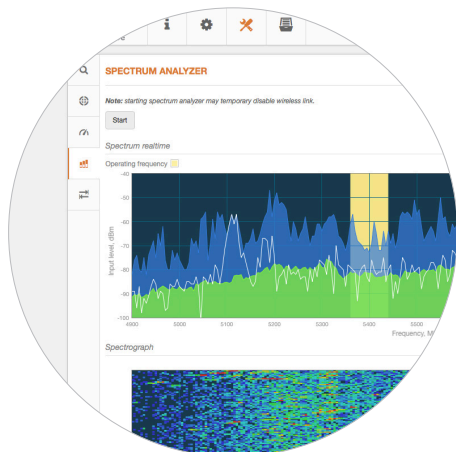 SPECTRUM ANALYZER
Note: starting spectrum analyzer may temporary disable wireless link.
Start
Spectrum realtime
Operating frequency
-40
-50
-60
-70
-80
-90
-100
Input level, dBm
4900 5000 5100 5200 5300 5400 5500
Frequency, M
Spectrograph